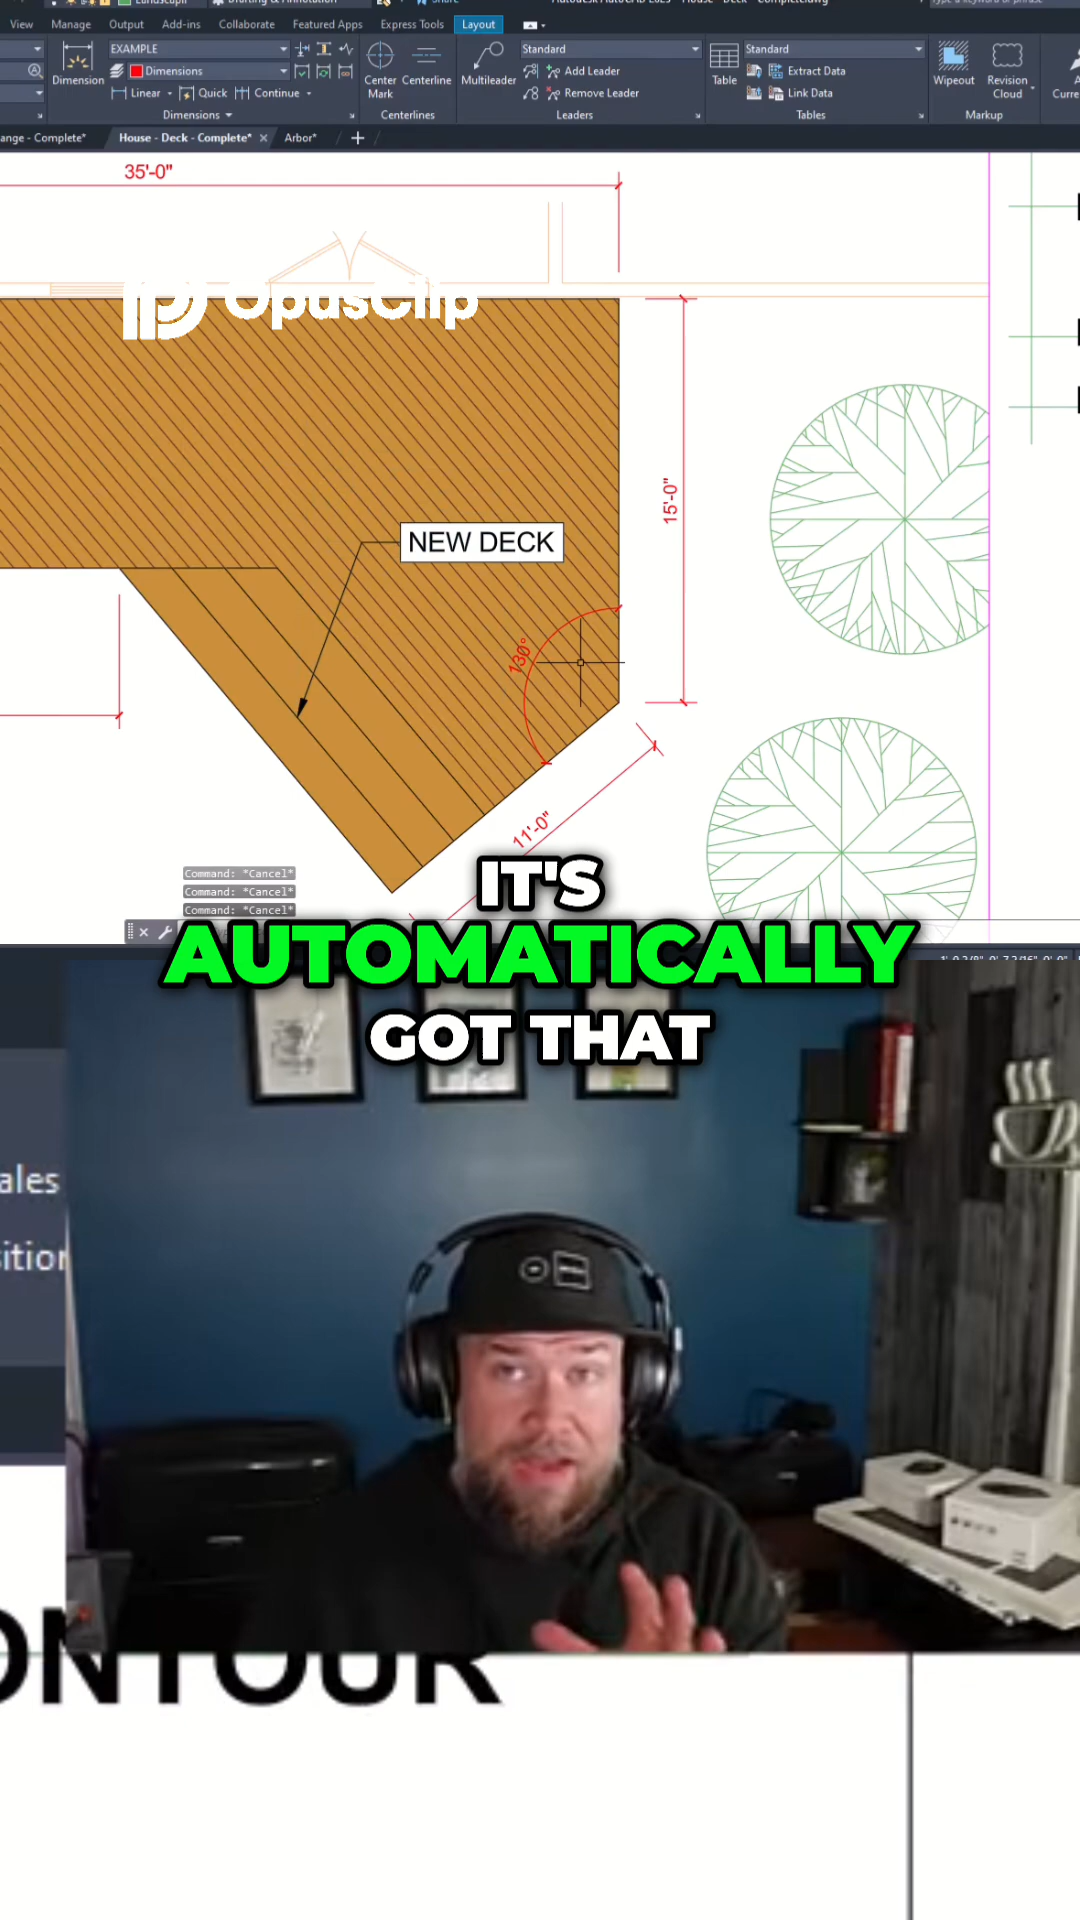 View Manage Output Add-ins Collaborate Featured Apps Express Tools Layout
Dimension
EXAMPLE
Dimensions
Linear Quick Continue
Dimensions
Center Mark
Centerline
Centerlines
Multileader
Standard
Add Leader
Remove Leader
Leaders
Table
Standard
Extract Data
Link Data
Tables
Wipeout
Revision Cloud
Markup
ange - Complete*
House - Deck - Complete*
Arbor*
35'-0"
OpusClip
15'-0"
NEW DECK
130°
11'-0"
Command: *Cancel*
Command: *Cancel*
Command: *Cancel*
IT'S
AUTOMATICALLY
GOT THAT
ales
sition
ONTOUR